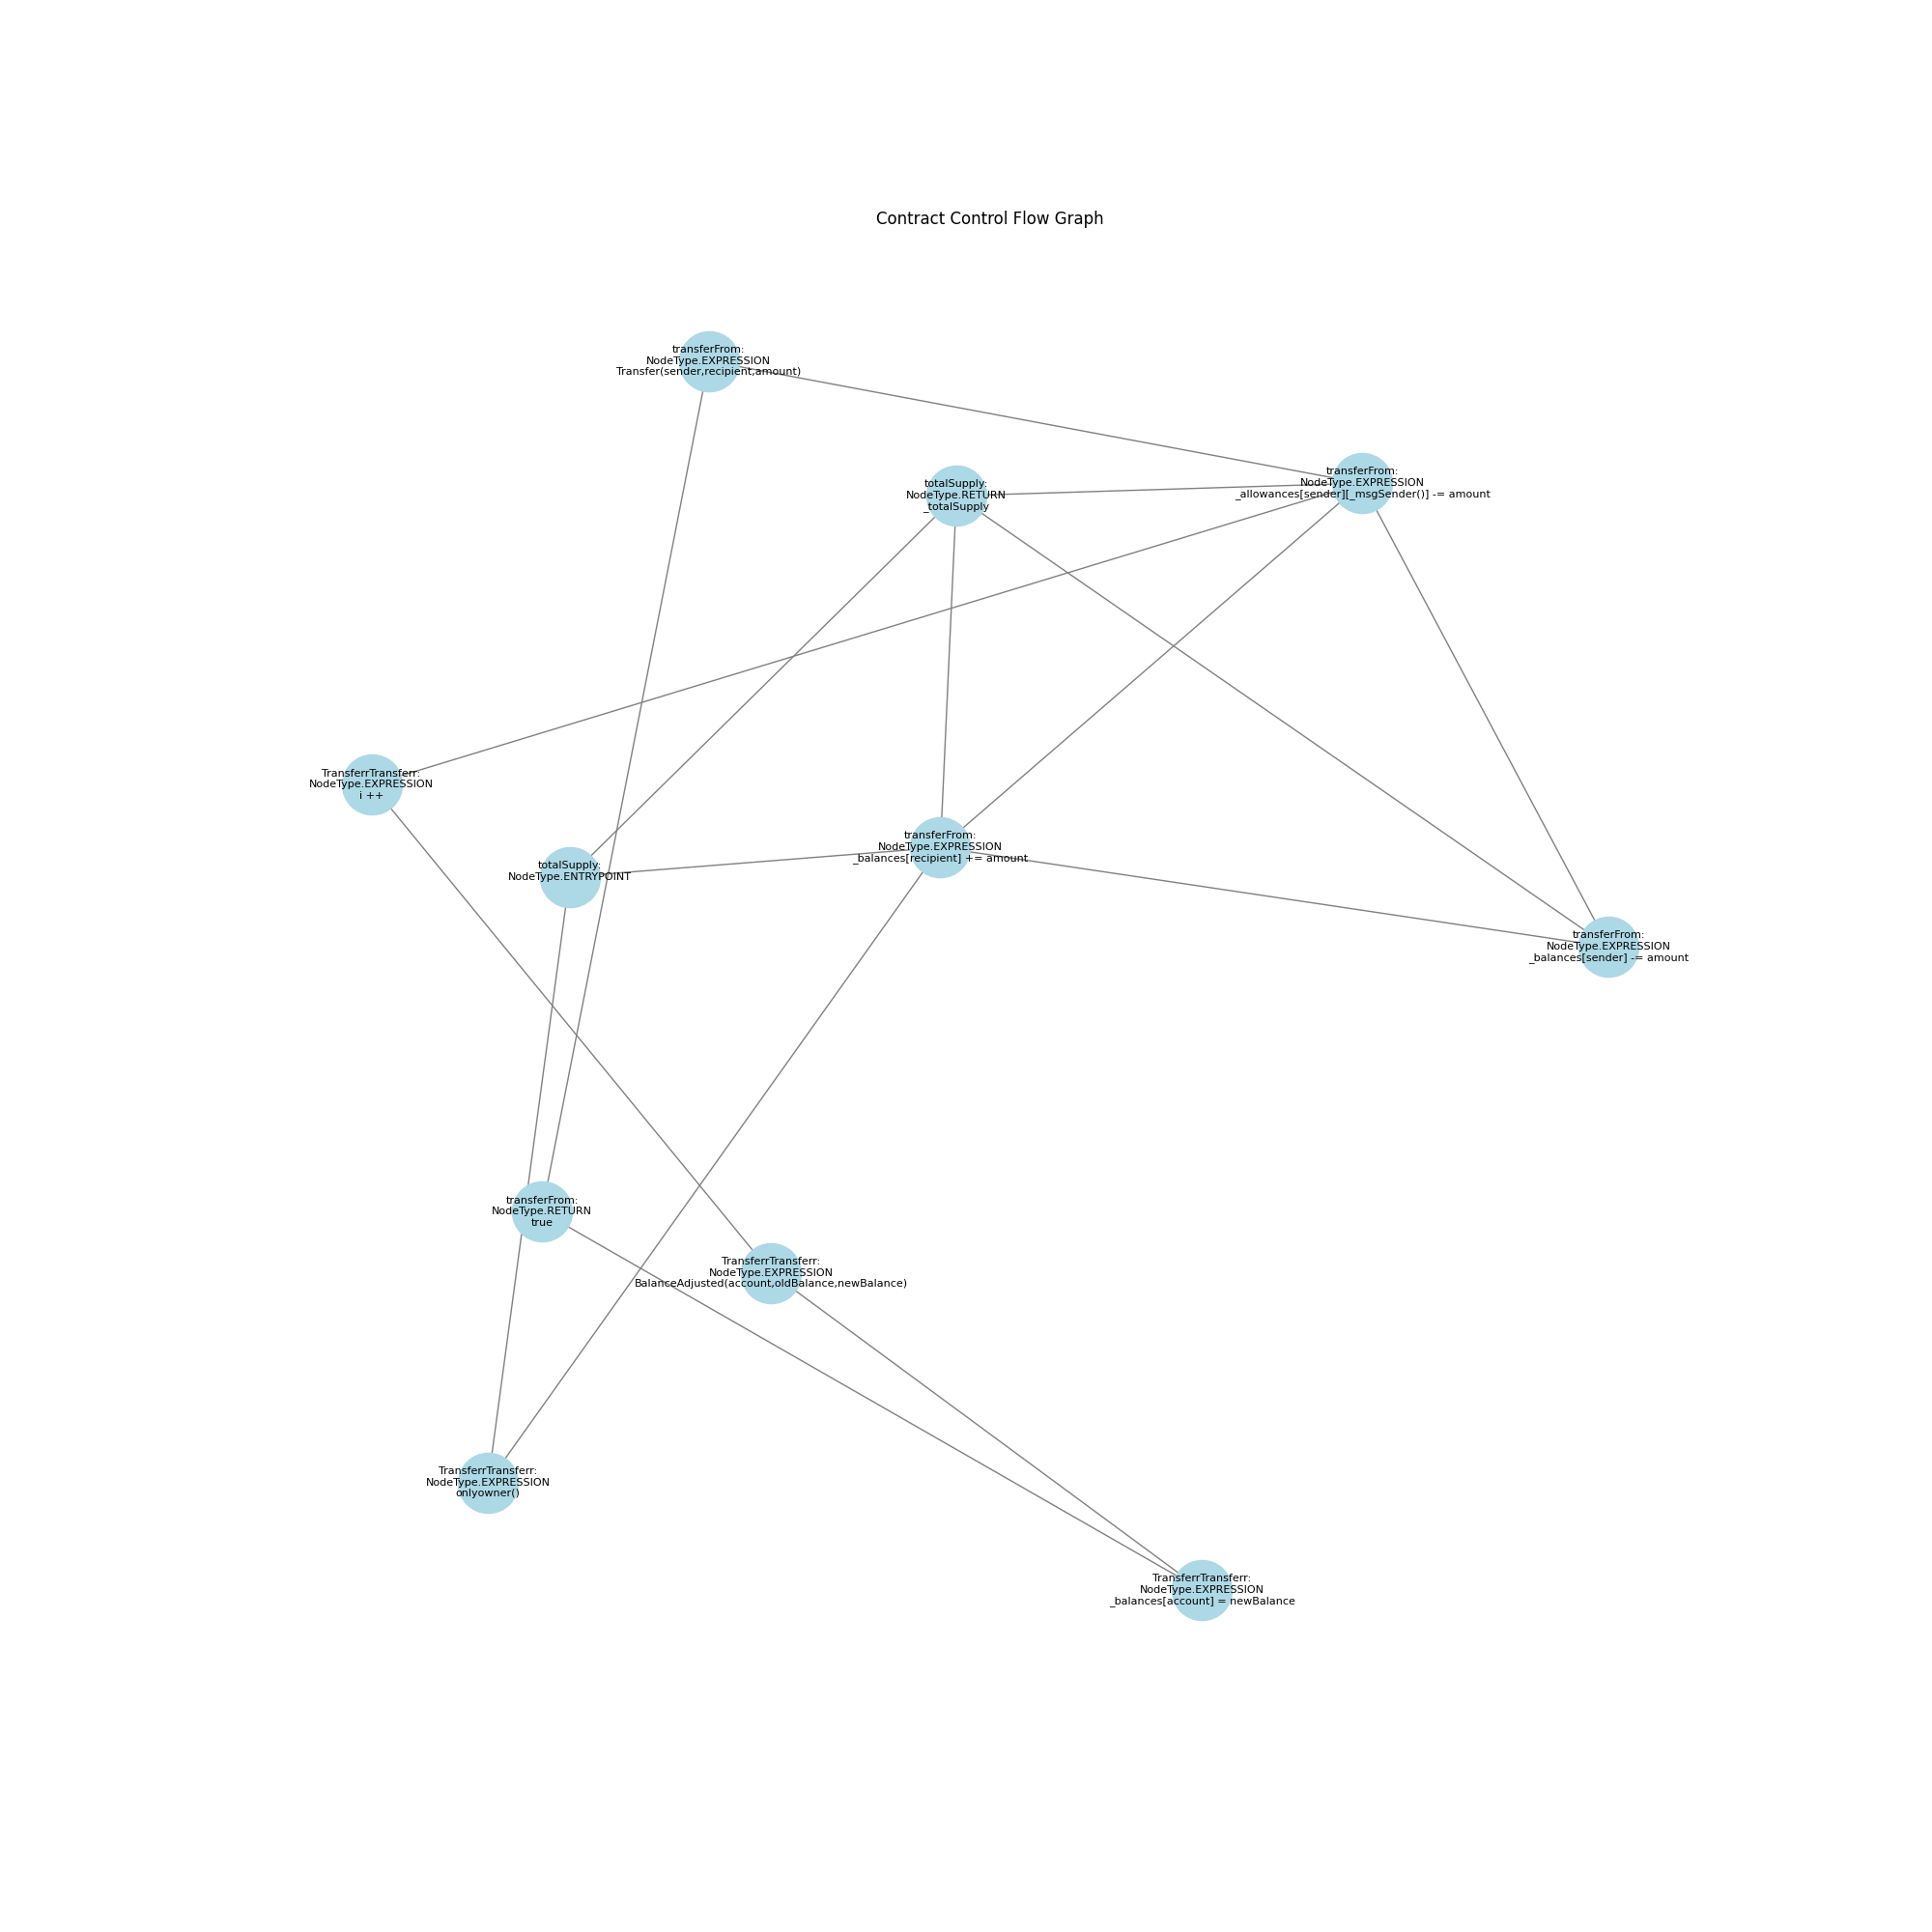 Contract Control Flow Graph
transferFrom:
NodeType.EXPRESSION
Transfer(sender,recipient,amount)
transferFrom:
NodeType.EXPRESSION
_allowances[sender][_msgSender()] -= amount
totalSupply:
NodeType.RETURN
_totalSupply
TransferrTransferr:
NodeType.EXPRESSION
i ++
transferFrom:
NodeType.EXPRESSION
_balances[recipient] += amount
totalSupply:
NodeType.ENTRYPOINT
transferFrom:
NodeType.EXPRESSION
_balances[sender] -= amount
transferFrom:
NodeType.RETURN
true
TransferrTransferr:
NodeType.EXPRESSION
BalanceAdjusted(account,oldBalance,newBalance)
TransferrTransferr:
NodeType.EXPRESSION
onlyowner()
TransferrTransferr:
NodeType.EXPRESSION
_balances[account] = newBalance